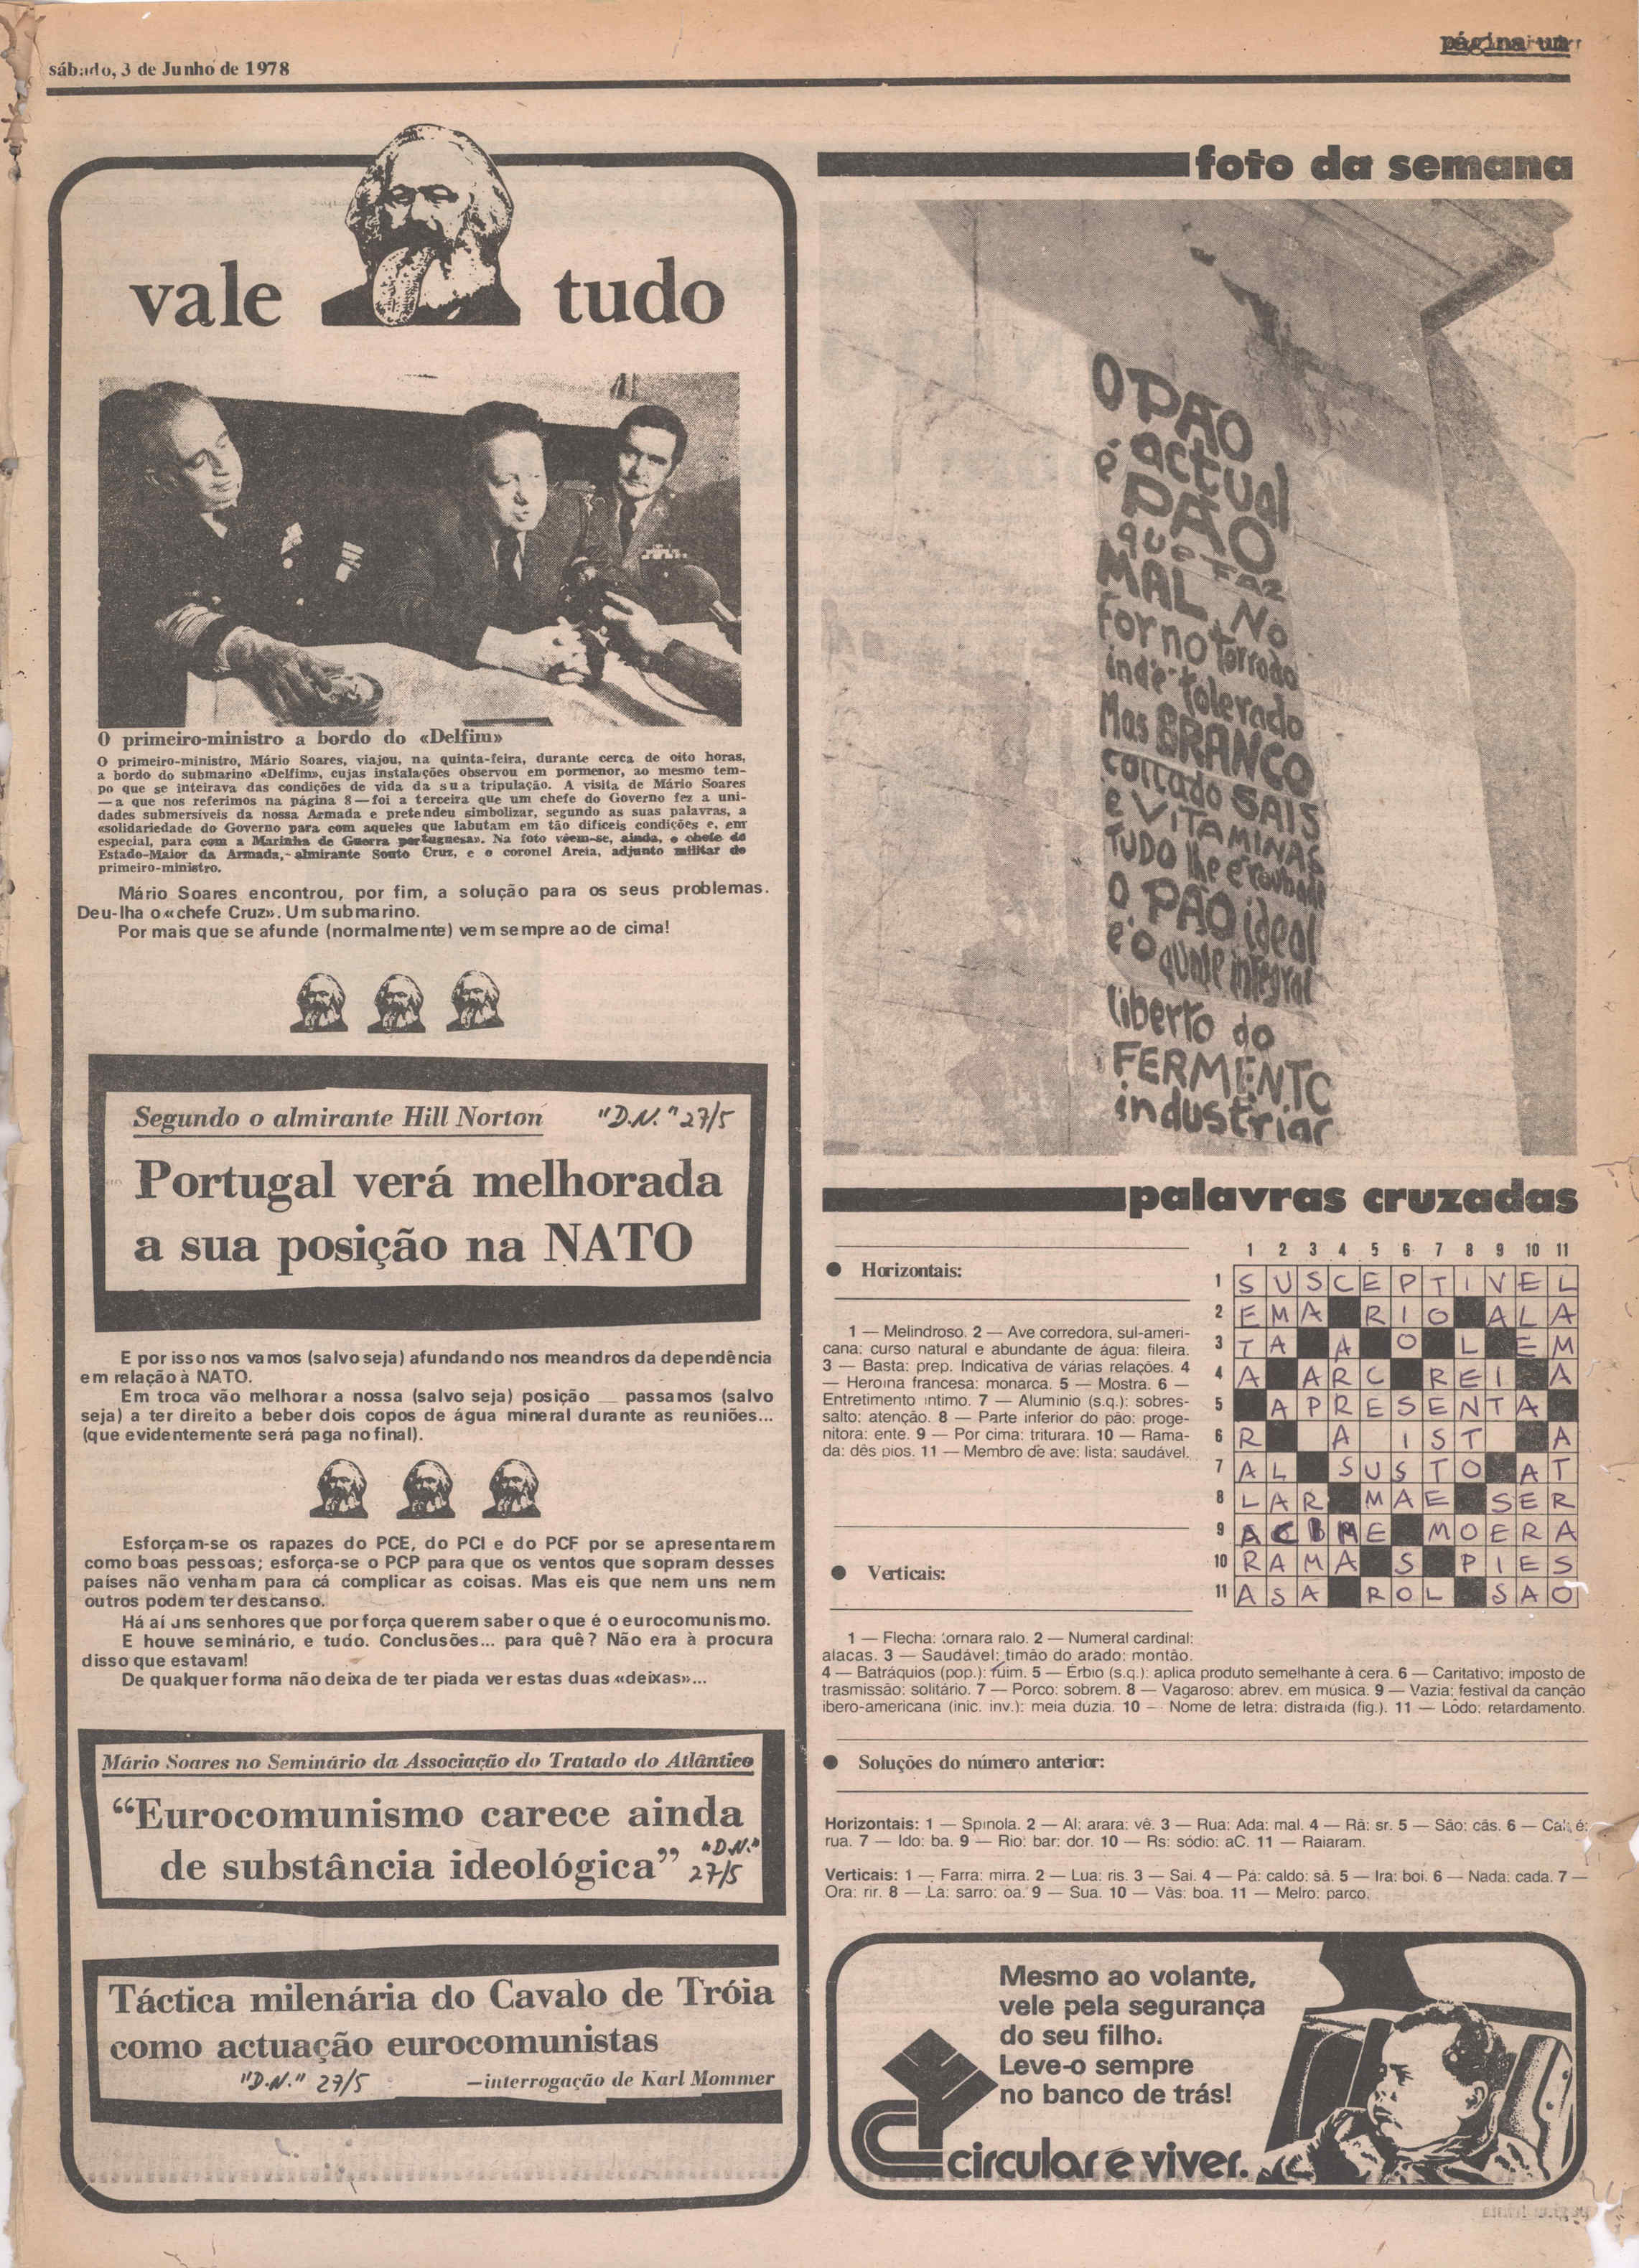 sábado, 3 de Junho de 1978
página um
vale tudo
O primeiro-ministro a bordo do «Delfim»
O primeiro-ministro, Mário Soares, viajou, na quinta-feira, durante cerca de oito horas,
a bordo do submarino «Delfim», cujas instalações observou em pormenor, ao mesmo tem-
po que se inteirava das condições de vida da sua tripulação. A visita de Mário Soares
— a que nos referimos na página 8 — foi a terceira que um chefe do Governo fez a uni-
dades submersíveis da nossa Armada e pretendeu simbolizar, segundo as suas palavras, a
«solidariedade do Governo para com aqueles que labutam em tão difíceis condições e, em
especial, para com a Marinha de Guerra portuguesa». Na foto vêem-se, ainda, o chefe do
Estado-Maior da Armada, almirante Souto Cruz, e o coronel Areia, adjunto militar do
primeiro-ministro.
Mário Soares encontrou, por fim, a solução para os seus problemas.
Deu-lha o «chefe Cruz». Um submarino.
Por mais que se afunde (normalmente) vem sempre ao de cima!
Segundo o almirante Hill Norton "D.N." 27/5
Portugal verá melhorada
a sua posição na NATO
E por isso nos vamos (salvo seja) afundando nos meandros da dependência
em relação à NATO.
Em troca vão melhorar a nossa (salvo seja) posição __ passamos (salvo
seja) a ter direito a beber dois copos de água mineral durante as reuniões...
(que evidentemente será paga no final).
Esforçam-se os rapazes do PCE, do PCI e do PCF por se apresentarem
como boas pessoas; esforça-se o PCP para que os ventos que sopram desses
países não venham para cá complicar as coisas. Mas eis que nem uns nem
outros podem ter descanso.
Há aí uns senhores que por força querem saber o que é o eurocomunismo.
E houve seminário, e tudo. Conclusões... para quê? Não era à procura
disso que estavam!
De qualquer forma não deixa de ter piada ver estas duas «deixas»...
Mário Soares no Seminário da Associação do Tratado do Atlântico
“Eurocomunismo carece ainda
de substância ideológica” "D.N."
27/5
Táctica milenária do Cavalo de Tróia
como actuação eurocomunistas
"D.N." 27/5 —interrogação de Karl Mommer
foto da semana
O PÃO
actual
é PÃO
que FAZ
MAL. No
forno torrado
inda é tolerado
Mas BRANCO
coitado SAIS
e VITAMINAS
TUDO lhe é roubado
O PÃO ideal
é o quase integral
liberto do
FERMENTO
industrial
palavras cruzadas
● Horizontais:
1 — Melindroso. 2 — Ave corredora, sul-ameri-
cana: curso natural e abundante de água: fileira.
3 — Basta: prep. Indicativa de várias relações. 4
— Heroína francesa: monarca. 5 — Mostra. 6 —
Entretimento íntimo. 7 — Alumínio (s.q.): sobres-
salto: atenção. 8 — Parte inferior do pão: proge-
nitora: ente. 9 — Por cima: triturara. 10 — Rama-
da: dês pios. 11 — Membro de ave: lista: saudável.
1 2 3 4 5 6 7 8 9 10 11
1 SUSCEPTIVEL
2 EMA RIO ALA
3 TA A O L EM
4 A ARC REI A
5 APRESENTA
6 R A IST A
7 AL SUSTO AT
8 LAR MAE SER
9 ACIME MOERA
10 RAMA S PIES
11 ASA ROL SAO
● Verticais:
1 — Flecha: tornara ralo. 2 — Numeral cardinal:
alacas. 3 — Saudável: timão do arado: montão.
4 — Batráquios (pop.): rúim. 5 — Érbio (s.q.): aplica produto semelhante à cera. 6 — Caritativo: imposto de
trasmissão: solitário. 7 — Porco: sobrem. 8 — Vagaroso: abrev. em música. 9 — Vazia: festival da canção
ibero-americana (inic. inv.): meia dúzia. 10 — Nome de letra: distraída (fig.). 11 — Lôdo: retardamento.
● Soluções do número anterior:
Horizontais: 1 — Spinola. 2 — Al: arara: vê. 3 — Rua: Ada: mal. 4 — Rã: sr. 5 — São: cãs. 6 — Cal: é:
rua. 7 — Ido: ba. 9 — Rio: bar: dor. 10 — Rs: sódio: aC. 11 — Raiaram.
Verticais: 1 — Farra: mirra. 2 — Lua: ris. 3 — Sai. 4 — Pá: caldo: sã. 5 — Ira: boi. 6 — Nada: cada. 7 —
Ora: rir. 8 — La: sarro: oa. 9 — Sua. 10 — Vás: boa. 11 — Melro: parco.
Mesmo ao volante,
vele pela segurança
do seu filho.
Leve-o sempre
no banco de trás!
circular é viver.